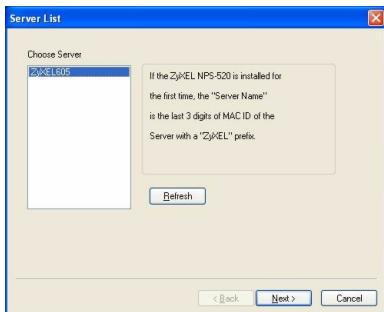 Server List
Choose Server
ZyXEL605
If the ZyXEL NPS-520 is installed for
the first time, the "Server Name"
is the last 3 digits of MAC ID of the
Server with a "ZyXEL" prefix.
Refresh
< Back
Next >
Cancel